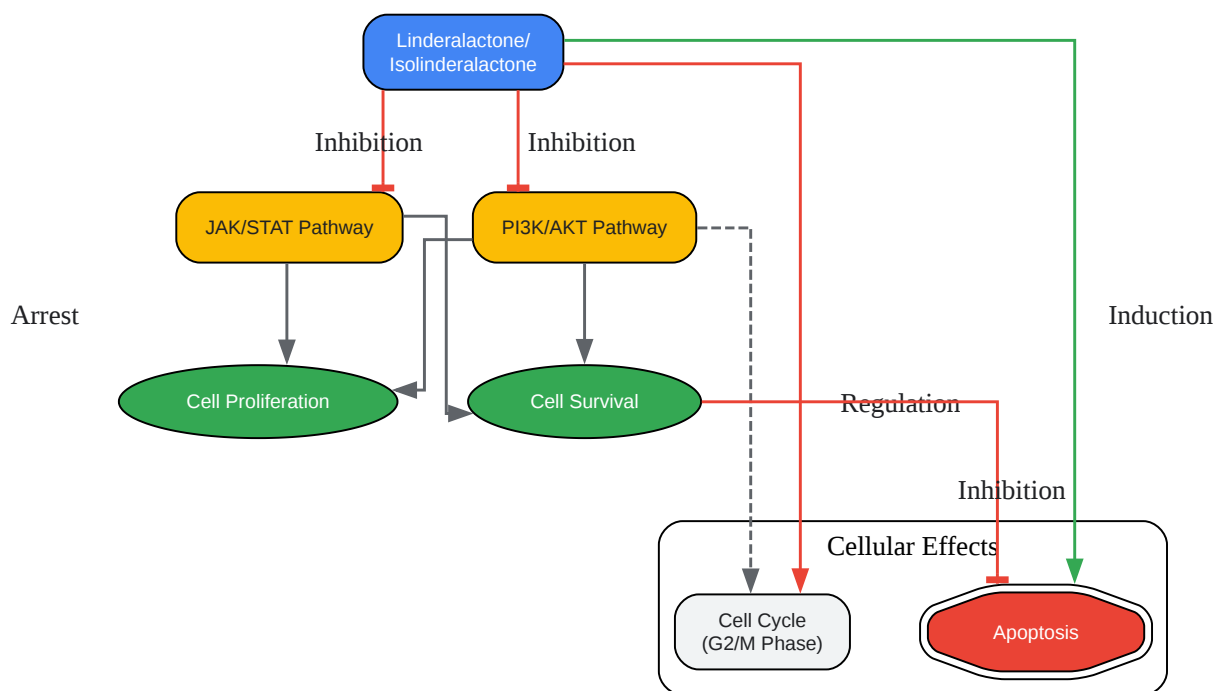 Linderalactone/
Isolinderalactone
Inhibition
Inhibition
JAK/STAT Pathway
PI3K/AKT Pathway
Arrest
Induction
Cell Proliferation
Cell Survival
Regulation
Inhibition
Cellular Effects
Cell Cycle
(G2/M Phase)
Apoptosis